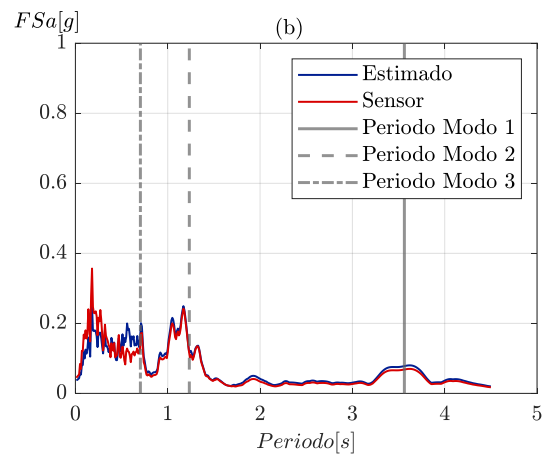 FSa[g]
(b)
1
0.8
0.6
0.4
0.2
0
0 1 2 3 4 5
Periodo[s]
Estimado
Sensor
Periodo Modo 1
Periodo Modo 2
Periodo Modo 3